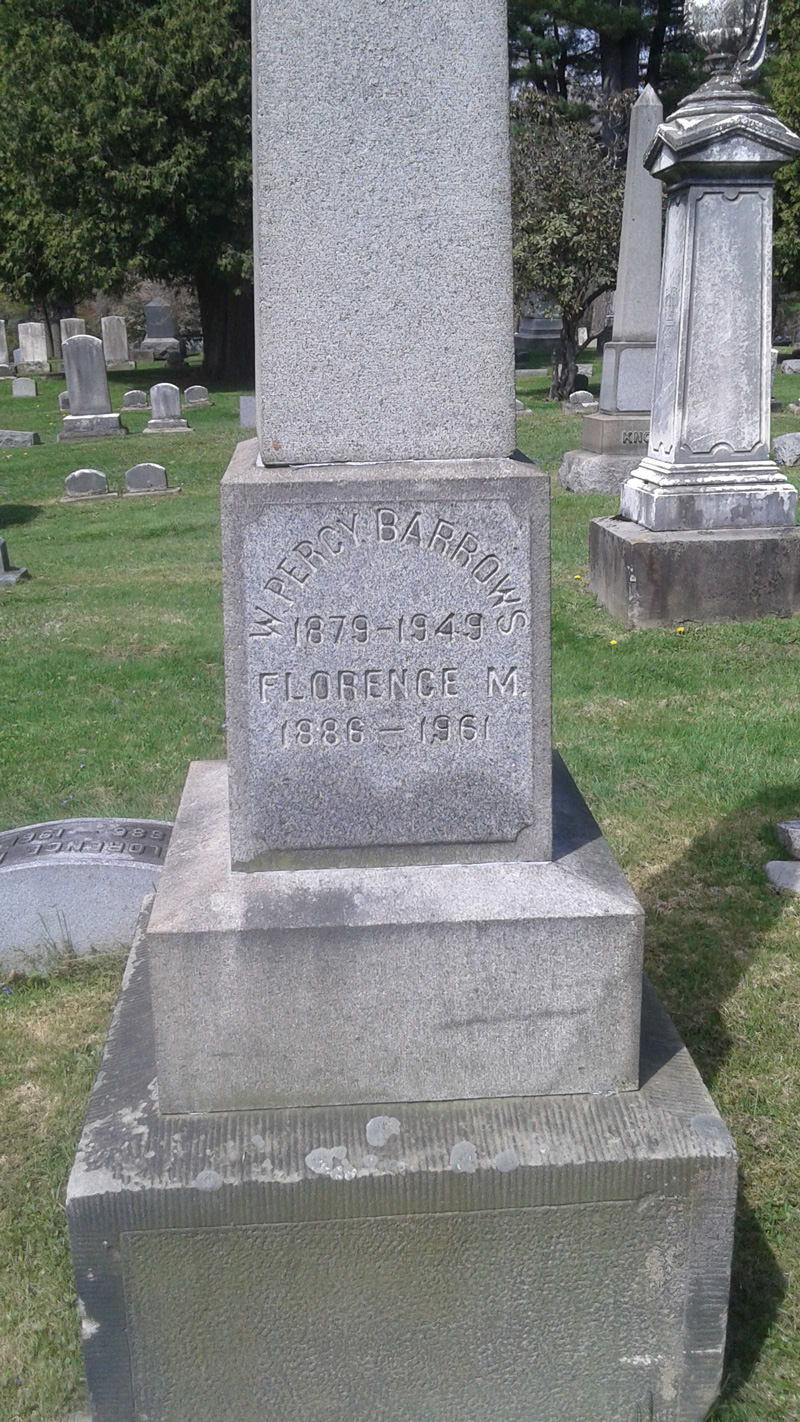 W PERCY BARROWS
1879-1949
FLORENCE M.
1886-1961